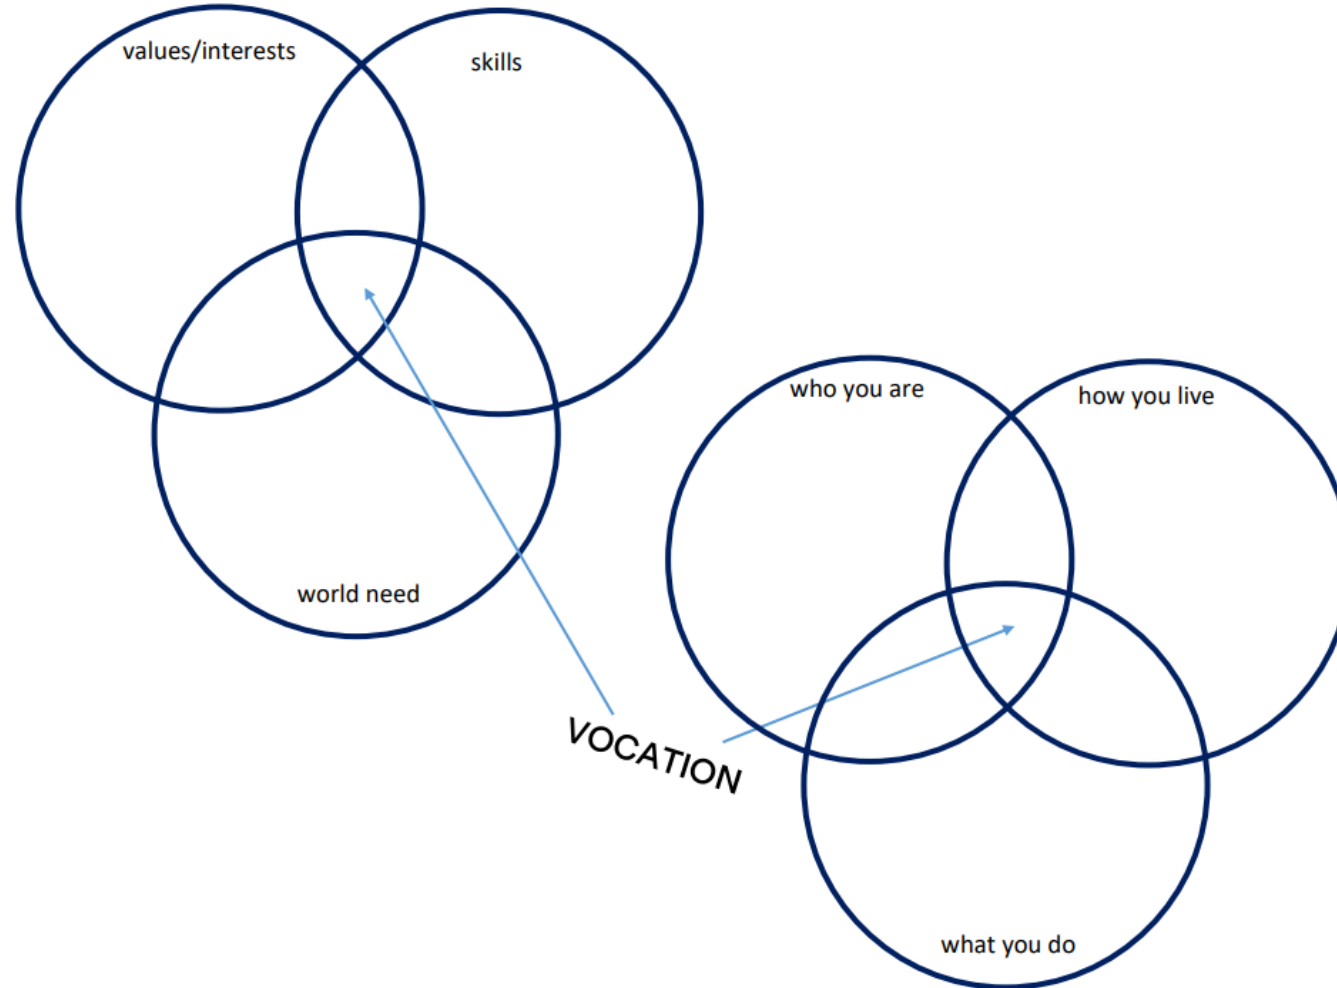 values/interests
skills
world need
who you are
how you live
VOCATION
what you do